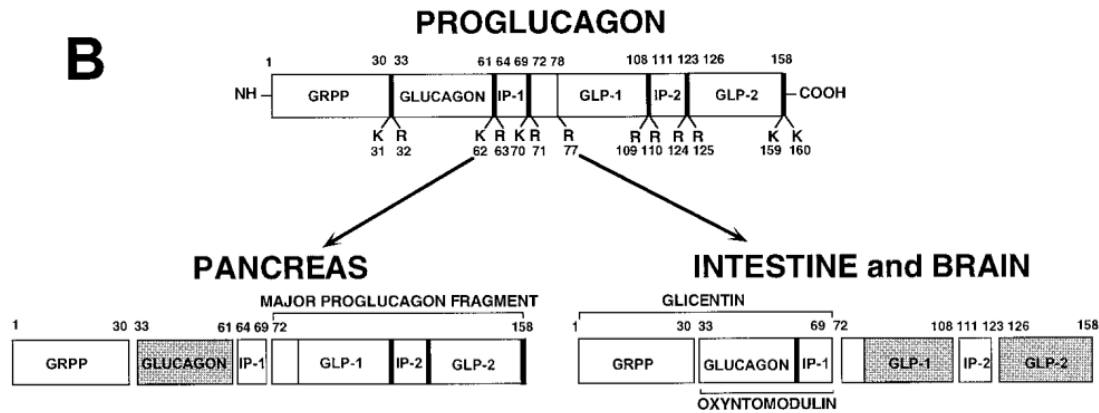 B
PROGLUCAGON
1 30 33 61 64 69 72 78 108 111 123 126 158
NH GRPP GLUCAGON IP-1 GLP-1 IP-2 GLP-2 COOH
K R K R K R R R R R R K K
31 32 62 63 70 71 77 109 110 124 125 159 160
PANCREAS
MAJOR PROGLUCAGON FRAGMENT
1 30 33 61 64 69 72 158
GRPP GLUCAGON IP-1 GLP-1 IP-2 GLP-2
INTESTINE and BRAIN
GLICENTIN
1 30 33 69 72 108 111 123 126 158
GRPP GLUCAGON IP-1 GLP-1 IP-2 GLP-2
OXYNTOMODULIN